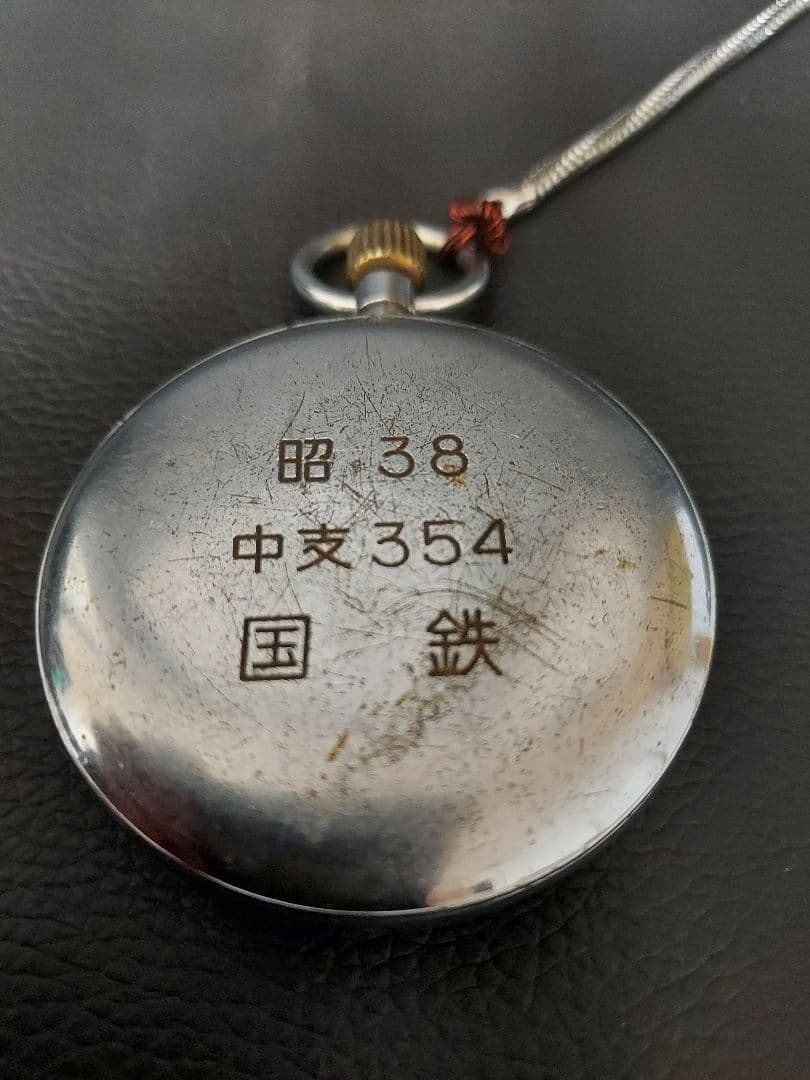 昭 38
中支354
国 鉄